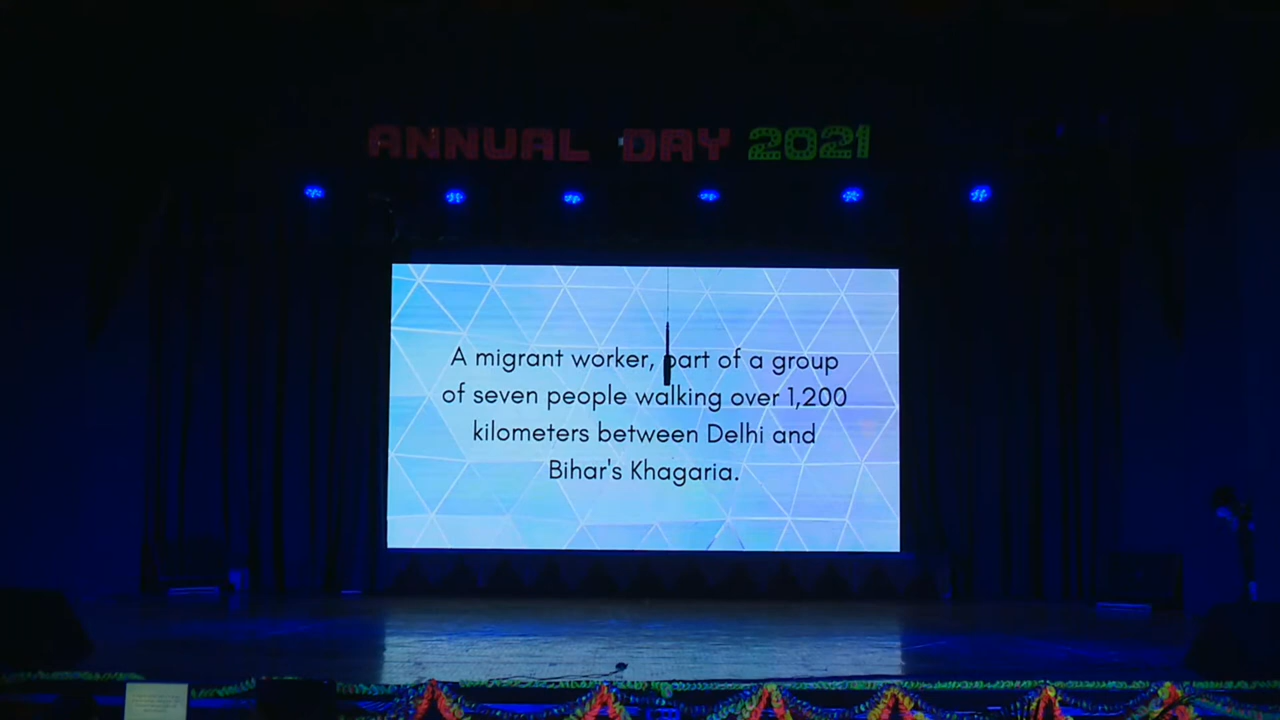 ANNUAL DAY 2021
A migrant worker, part of a group
of seven people walking over 1,200
kilometers between Delhi and
Bihar's Khagaria.